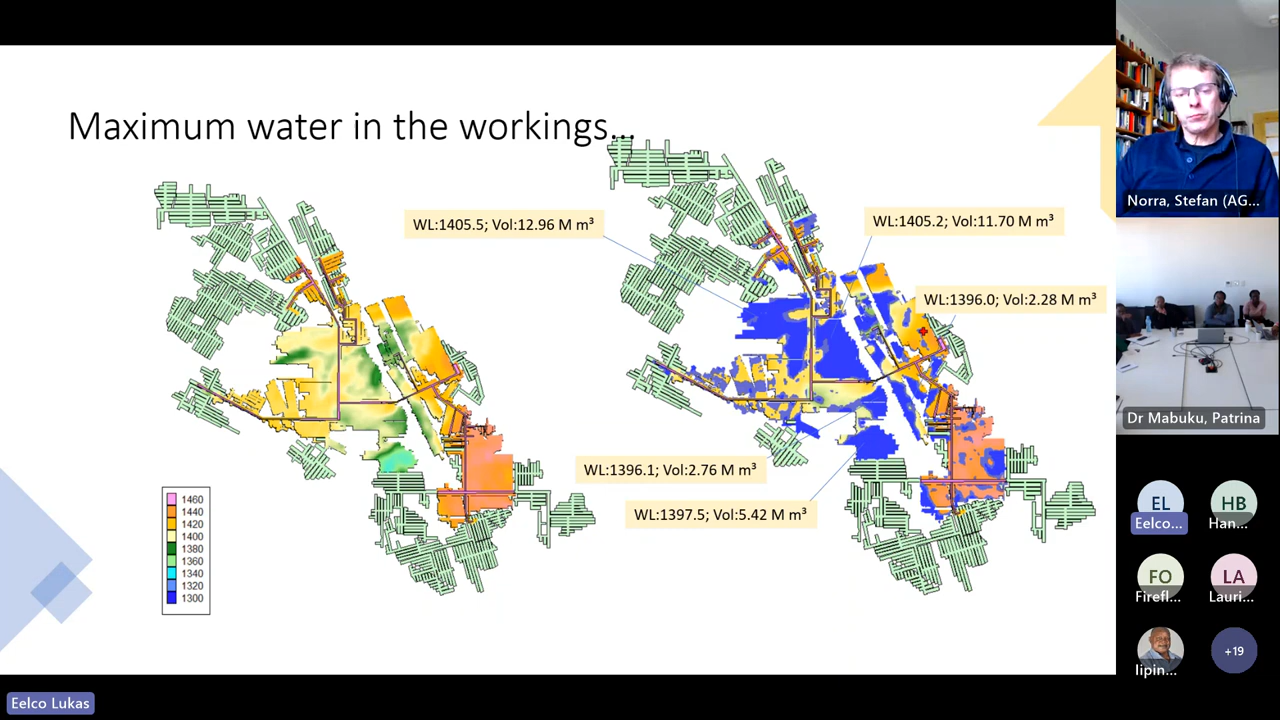 Maximum water in the workings...
WL:1405.5; Vol:12.96 M m³
WL:1405.2; Vol:11.70 M m³
WL:1396.0; Vol:2.28 M m³
WL:1396.1; Vol:2.76 M m³
WL:1397.5; Vol:5.42 M m³
1460
1440
1420
1400
1380
1360
1340
1320
1300
Norra, Stefan (AG...
Dr Mabuku, Patrina
EL
HB
Eelco...
Han...
FO
LA
Firefl...
Lauri...
+19
Iipin...
Eelco Lukas